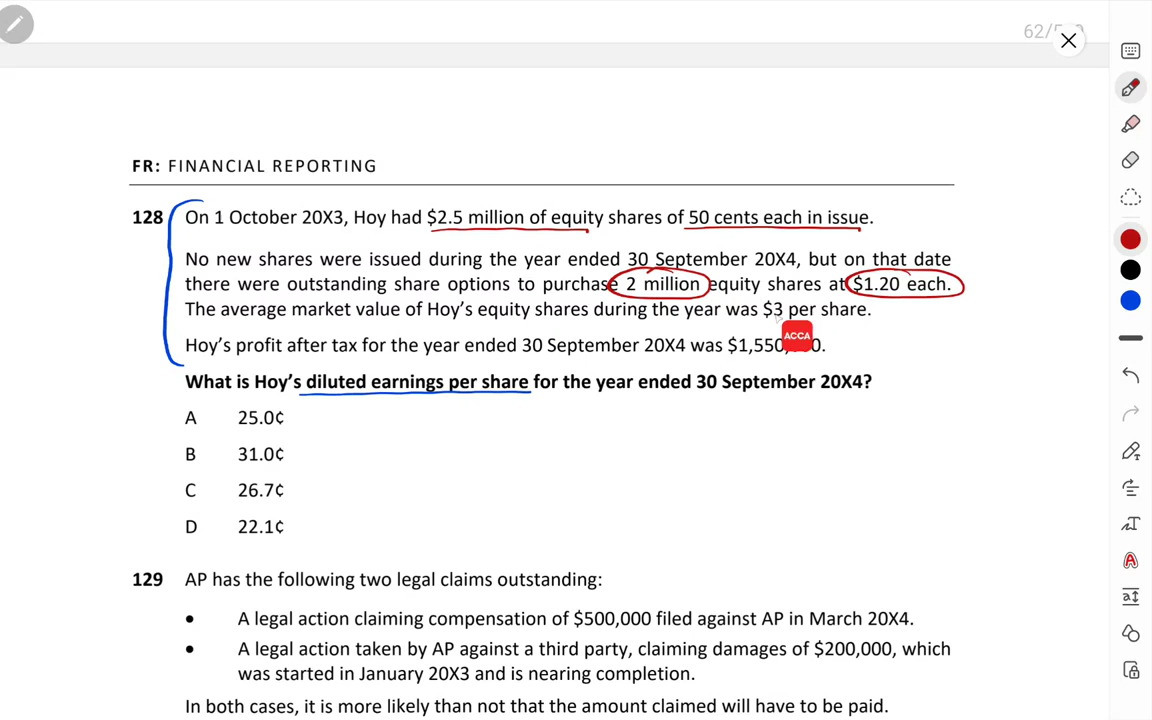 62/5
FR: FINANCIAL REPORTING
128 On 1 October 20X3, Hoy had $2.5 million of equity shares of 50 cents each in issue.
No new shares were issued during the year ended 30 September 20X4, but on that date
there were outstanding share options to purchase 2 million equity shares at $1.20 each.
The average market value of Hoy's equity shares during the year was $3 per share.
ACCA
Hoy's profit after tax for the year ended 30 September 20X4 was
What is Hoy's diluted earnings per share for the year ended 30 September 20X4?
A 25.0¢
B 31.0¢
C 26.7¢
D 22.1¢
129 AP has the following two legal claims outstanding:
• A legal action claiming compensation of $500,000 filed against AP in March 20X4.
• A legal action taken by AP against a third party, claiming damages of $200,000, which
was started in January 20X3 and is nearing completion.
In both cases, it is more likely than not that the amount claimed will have to be paid.